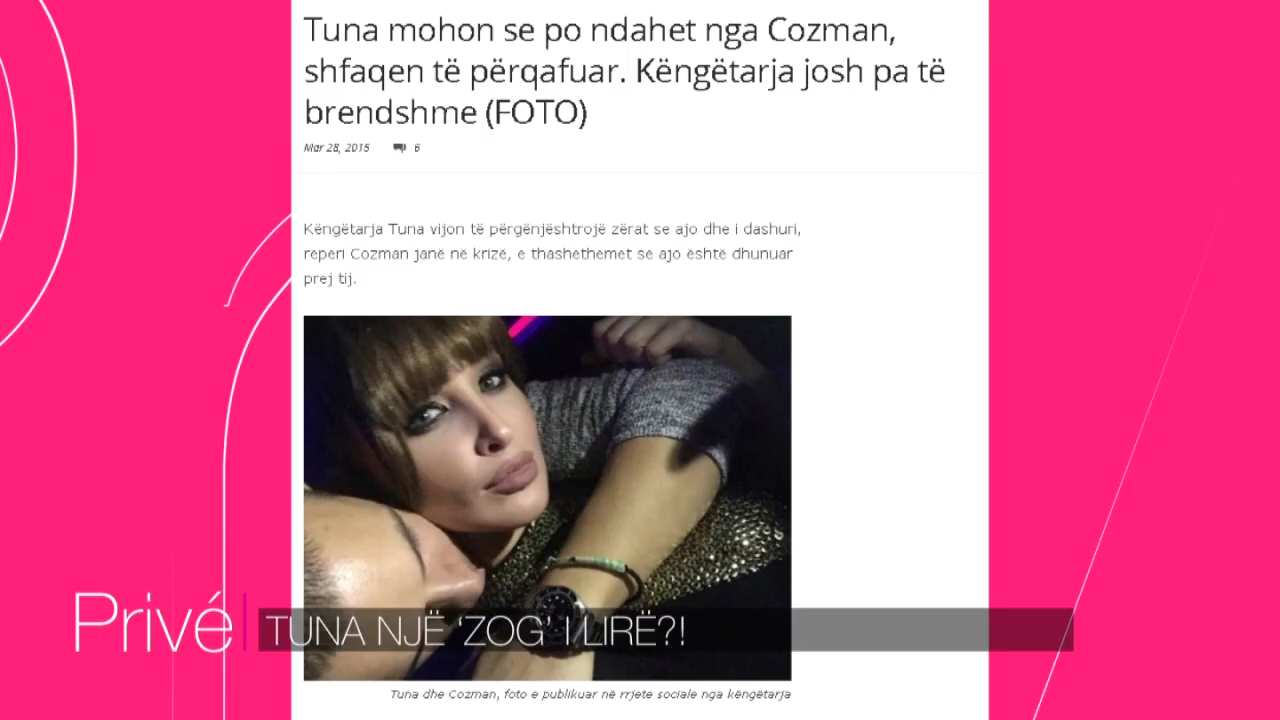 Tuna mohon se po ndahet nga Cozman,
shfaqen të përqafuar. Këngëtarja josh pa të
brendshme (FOTO)
Mar 28, 2015 6
Këngëtarja Tuna vijon të përgënjështrojë zërat se ajo dhe i dashuri,
reperi Cozman janë në krizë, e thashethemet se ajo është dhunuar
prej tij.
Privé TUNA NJË ‘ZOG’ I LIRË?!
Tuna dhe Cozman, foto e publikuar në rrjete sociale nga këngëtarja